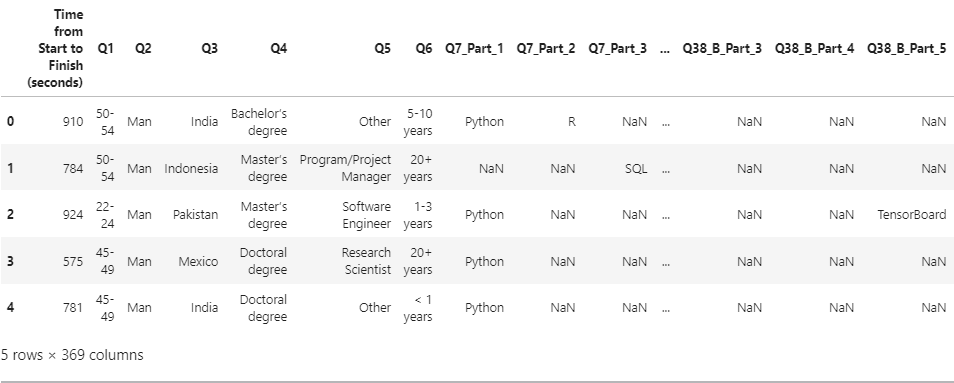 Time from Start to Finish (seconds) Q1 Q2 Q3 Q4 Q5 Q6 Q7_Part_1 Q7_Part_2 Q7_Part_3 ... Q38_B_Part_3 Q38_B_Part_4 Q38_B_Part_5
0 910 50-54 Man India Bachelor's degree Other 5-10 years Python R NaN ... NaN NaN NaN
1 784 50-54 Man Indonesia Master's degree Program/Project Manager 20+ years NaN NaN SQL ... NaN NaN NaN
2 924 22-24 Man Pakistan Master's degree Software Engineer 1-3 years Python NaN NaN ... NaN NaN TensorBoard
3 575 45-49 Man Mexico Doctoral degree Research Scientist 20+ years Python NaN NaN ... NaN NaN NaN
4 781 45-49 Man India Doctoral degree Other < 1 years Python NaN NaN ... NaN NaN NaN
5 rows × 369 columns